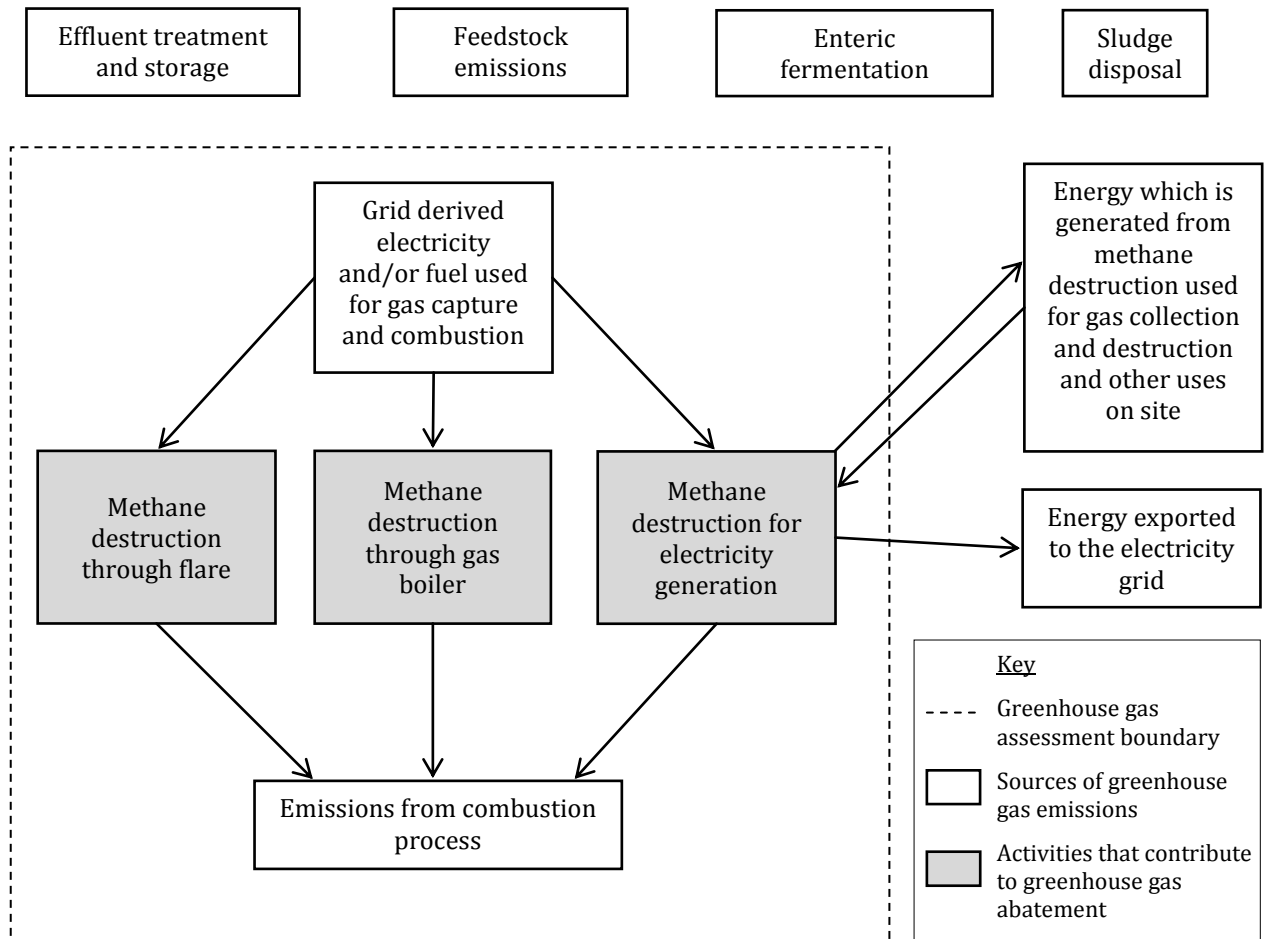 Effluent treatment
and storage
Feedstock
emissions
Enteric
fermentation
Sludge
disposal
Grid derived
electricity
and/or fuel used
for gas capture
and combustion
Energy which is
generated from
methane
destruction used
for gas collection
and destruction
and other uses
on site
Methane
destruction
through flare
Methane
destruction
through gas
boiler
Methane
destruction for
electricity
generation
Energy exported
to the electricity
grid
Emissions from combustion
process
Key
Greenhouse gas
assessment boundary
Sources of greenhouse
gas emissions
Activities that contribute
to greenhouse gas
abatement